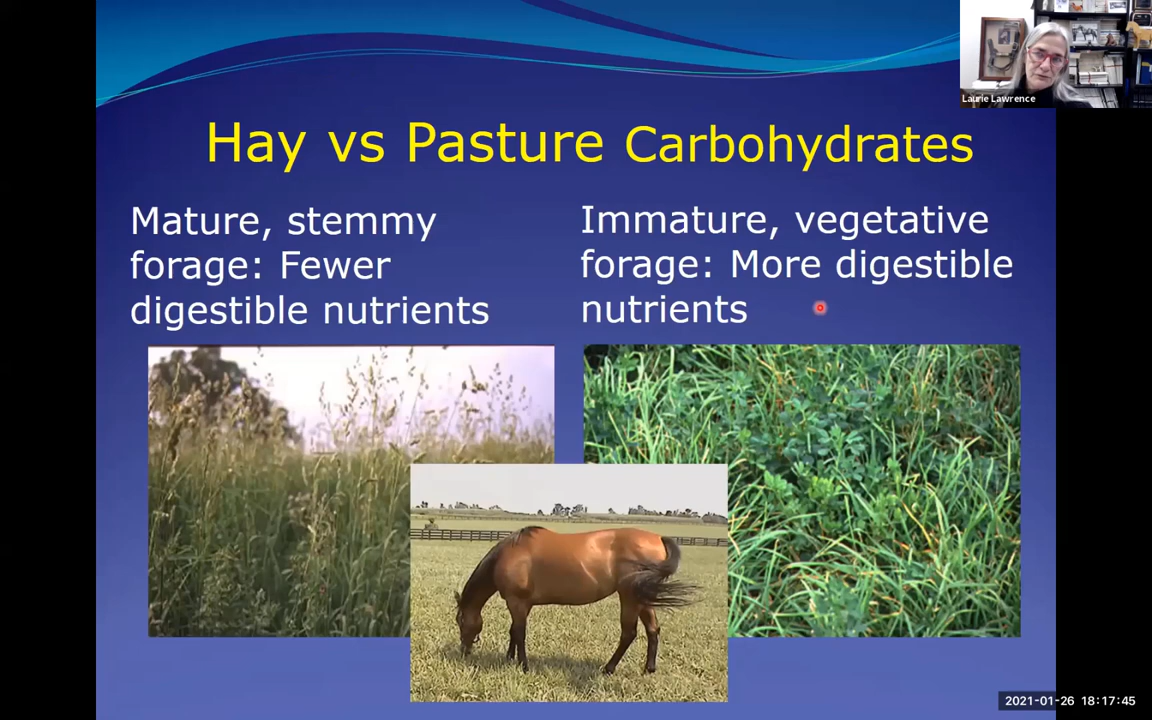 Laurie Lawrence
Hay vs Pasture Carbohydrates
Mature, stemmy
forage: Fewer
digestible nutrients
Immature, vegetative
forage: More digestible
nutrients
2021-01-26 18:17:45